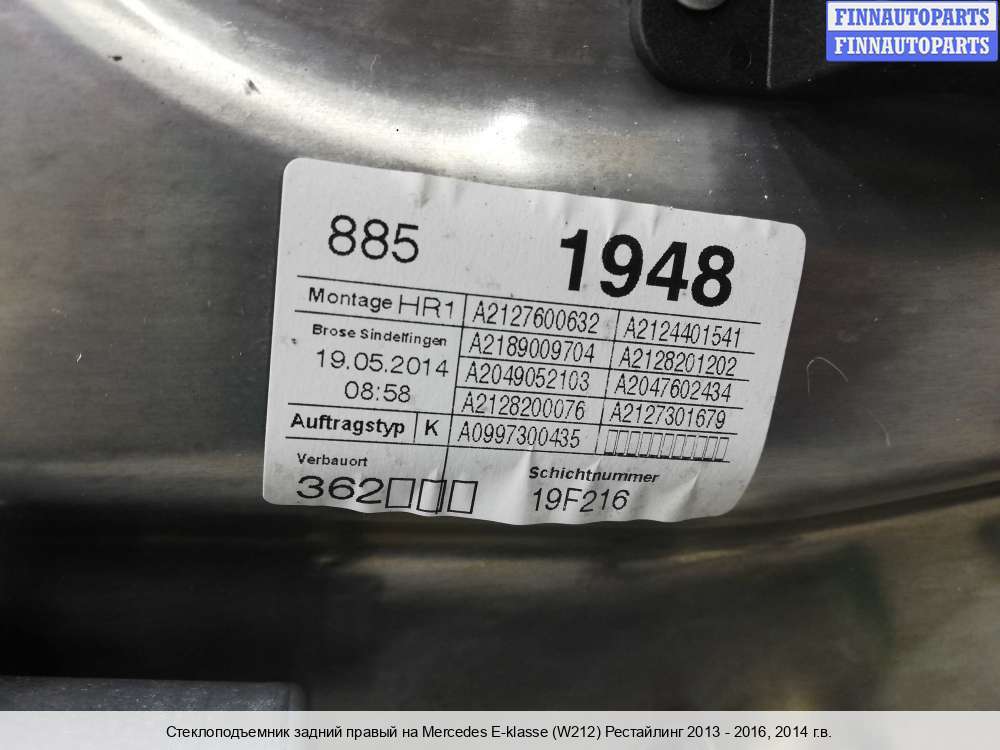 FINNAUTOPARTS
FINNAUTOPARTS
885 1948
Montage HR1 A2127600632 A2124401541
Brose Sindelfingen A2189009704 A2128201202
19.05.2014 A2049052103 A2047602434
08:58 A2128200076 A2127301679
Auftragstyp K A0997300435 □□□□□□□□□□
Verbauort Schichtnummer
362□□□ 19F216
Стеклоподъемник задний правый на Mercedes E-klasse (W212) Рестайлинг 2013 - 2016, 2014 г.в.